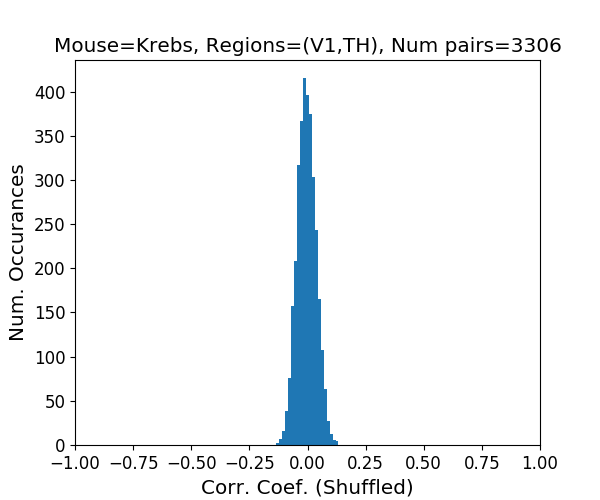 Mouse=Krebs, Regions=(V1,TH), Num pairs=3306
400
350
300
250
200
150
100
50
0
Num. Occurances
−1.00 −0.75 −0.50 −0.25 0.00 0.25 0.50 0.75 1.00
Corr. Coef. (Shuffled)